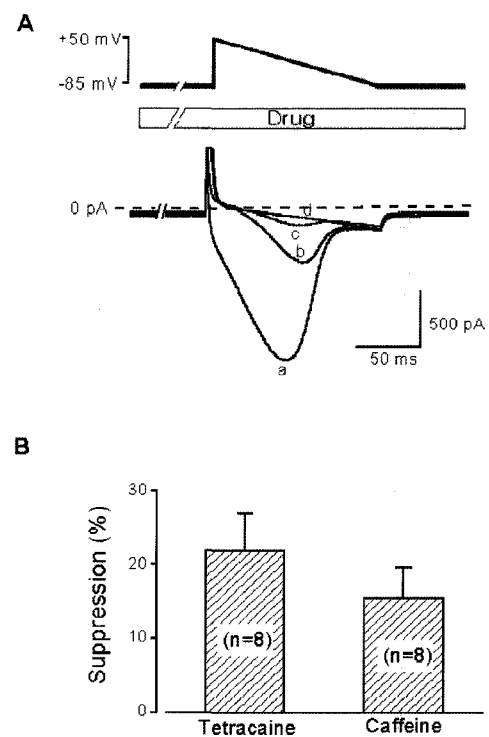 A
+50 mV
-85 mV
Drug
0 pA
d
c
b
a
500 pA
50 ms
B
Suppression (%)
30
20
10
0
(n=8)
(n=8)
Tetracaine
Caffeine